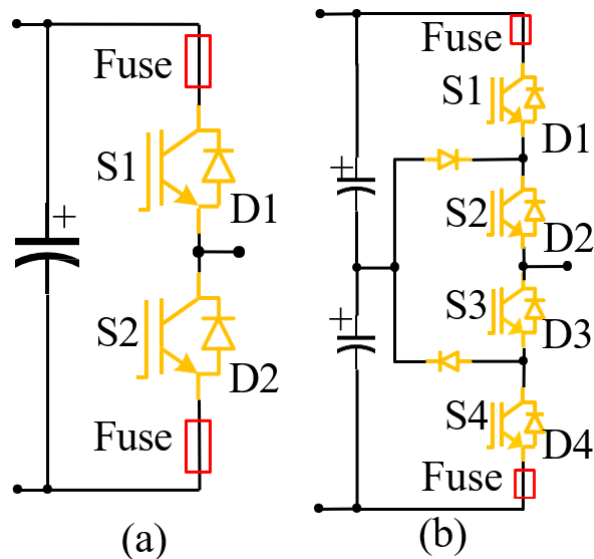 Fuse
S1
D1
+
S2
D2
Fuse
(a)
Fuse
S1
D1
+
S2
D2
+
S3
D3
S4
D4
Fuse
(b)